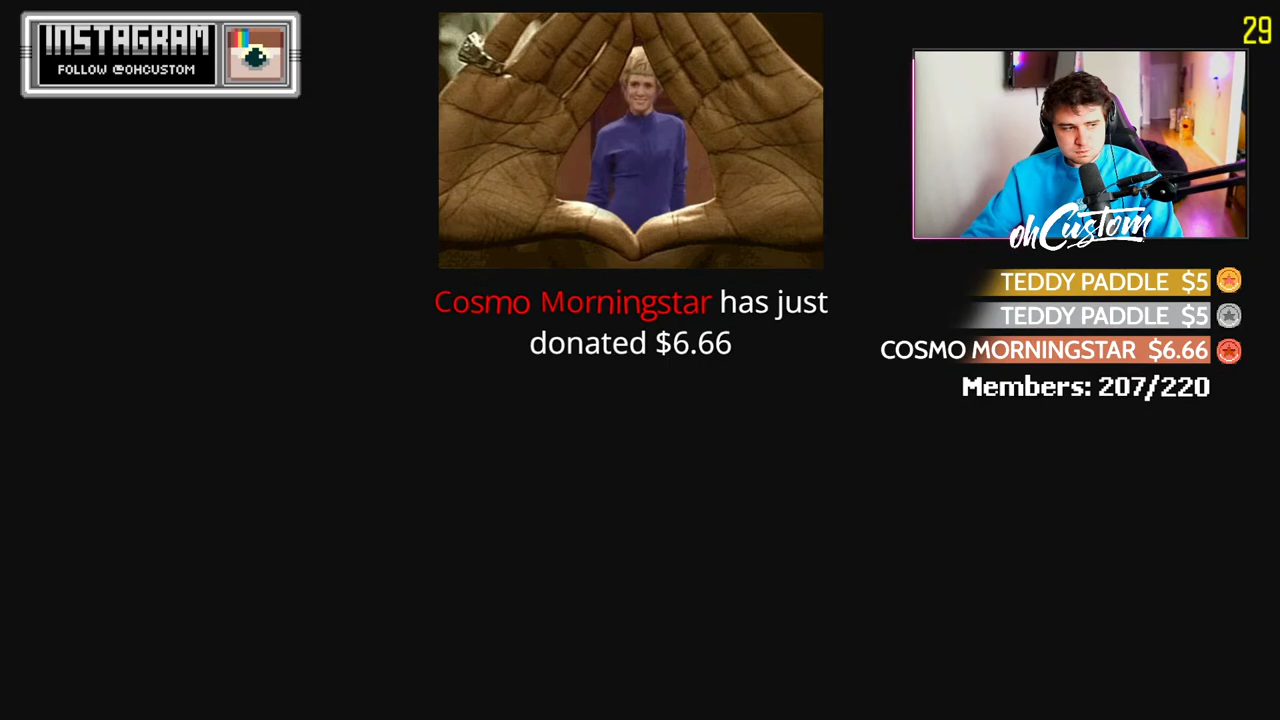 INSTAGRAM
FOLLOW @OHCUSTOM
29
ohCustom
Cosmo Morningstar has just
donated $6.66
TEDDY PADDLE $5
TEDDY PADDLE $5
COSMO MORNINGSTAR $6.66
Members: 207/220